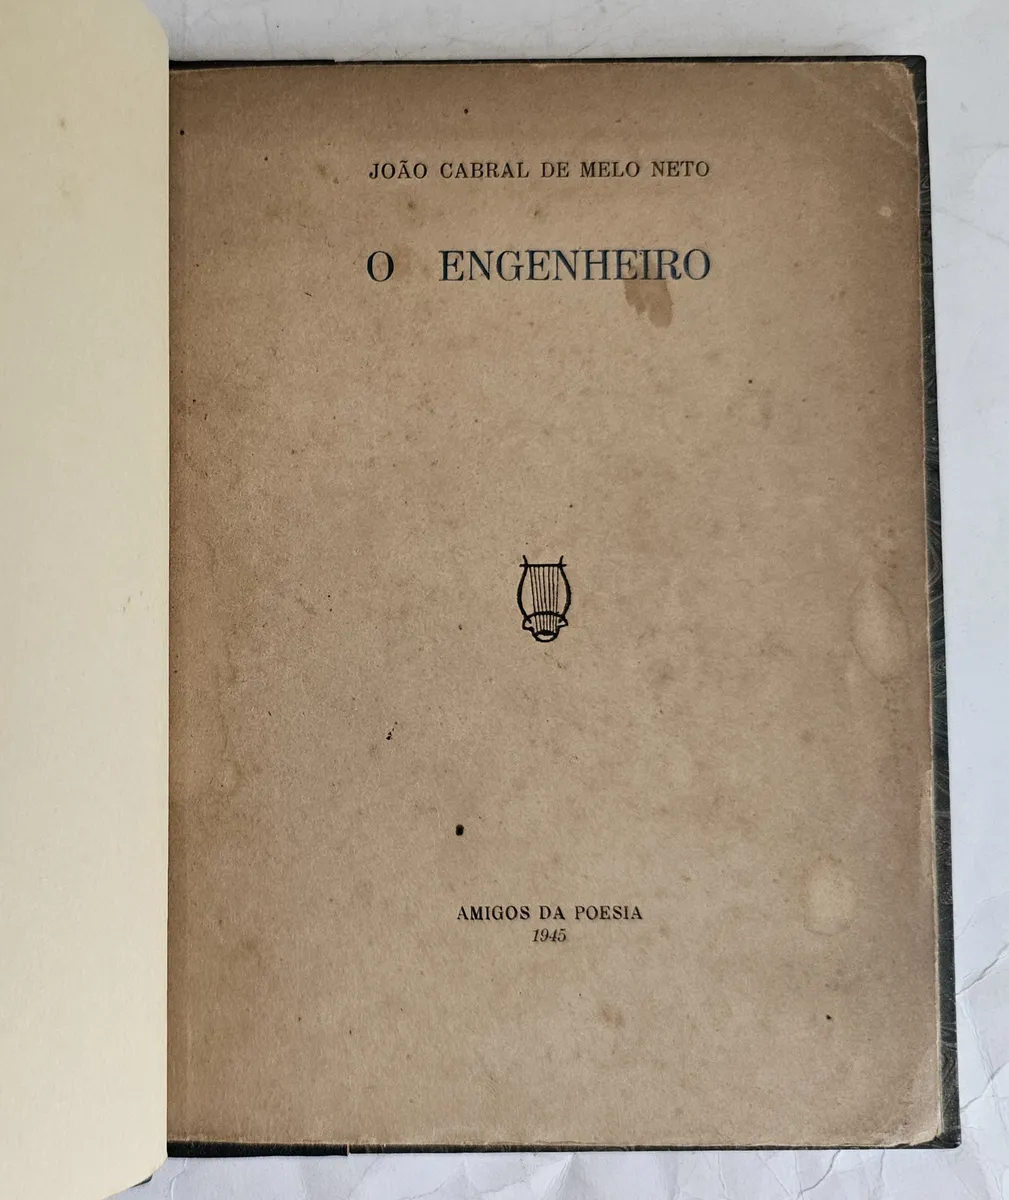 JOÃO CABRAL DE MELO NETO
O ENGENHEIRO
AMIGOS DA POESIA
1945